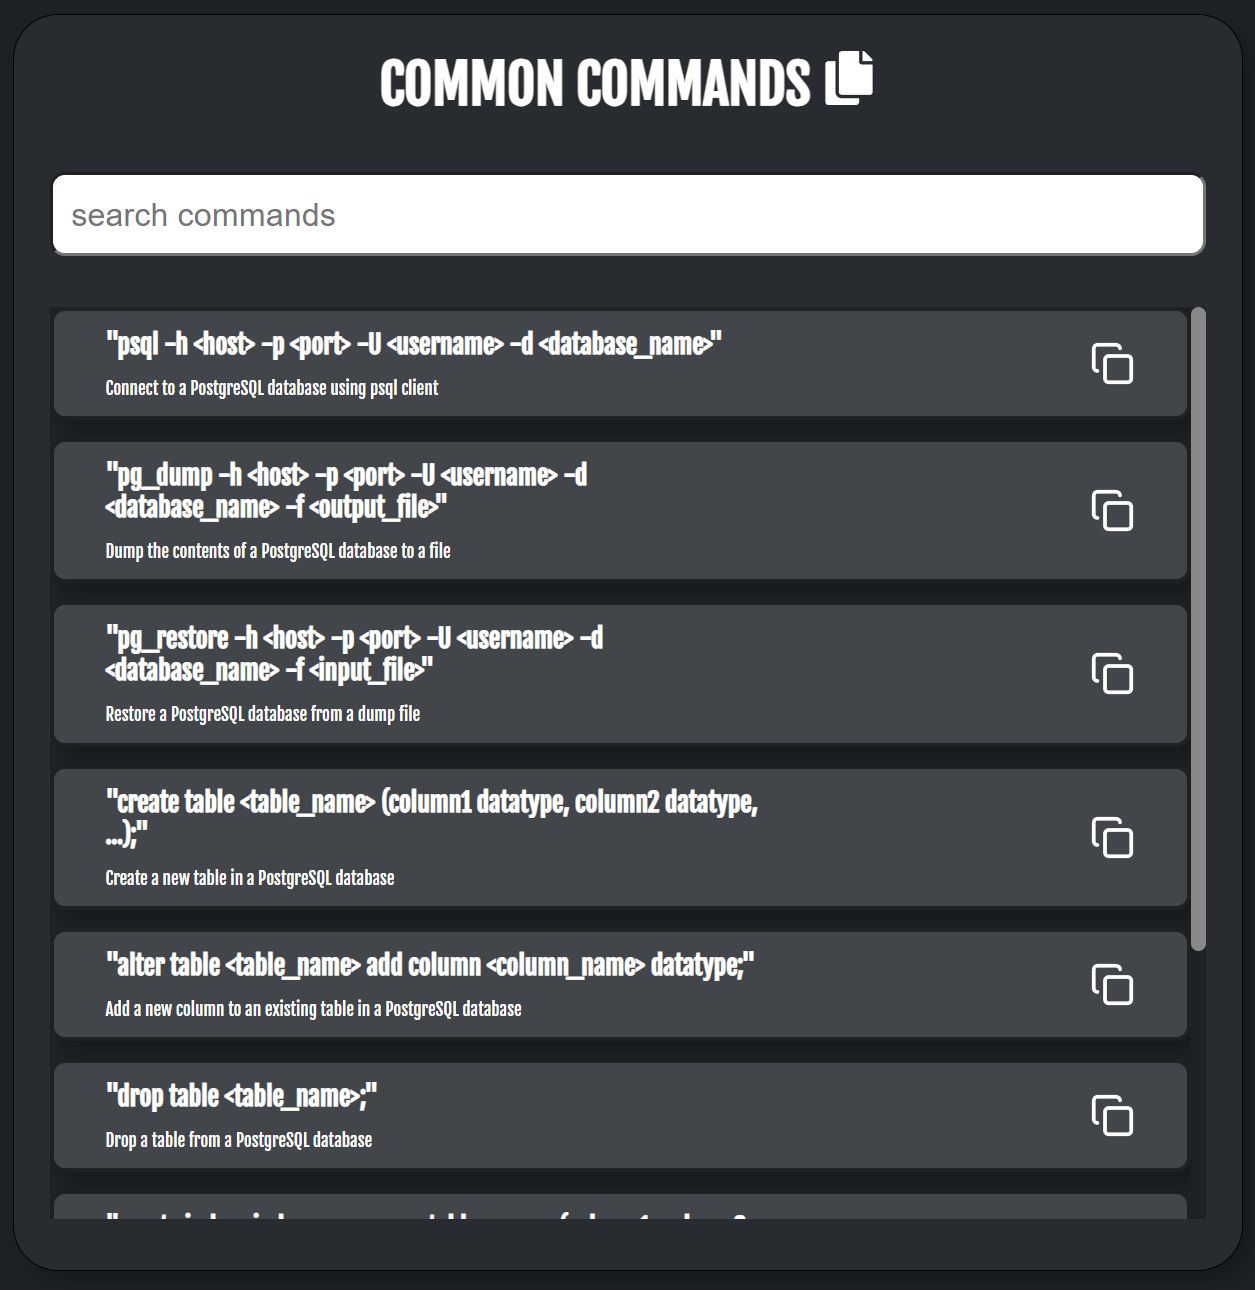 COMMON COMMANDS
search commands
"psql -h <host> -p <port> -U <username> -d <database_name>"
Connect to a PostgreSQL database using psql client
"pg_dump -h <host> -p <port> -U <username> -d
<database_name> -f <output_file>"
Dump the contents of a PostgreSQL database to a file
"pg_restore -h <host> -p <port> -U <username> -d
<database_name> -f <input_file>"
Restore a PostgreSQL database from a dump file
"create table <table_name> (column1 datatype, column2 datatype,
...);"
Create a new table in a PostgreSQL database
"alter table <table_name> add column <column_name> datatype;"
Add a new column to an existing table in a PostgreSQL database
"drop table <table_name>;"
Drop a table from a PostgreSQL database